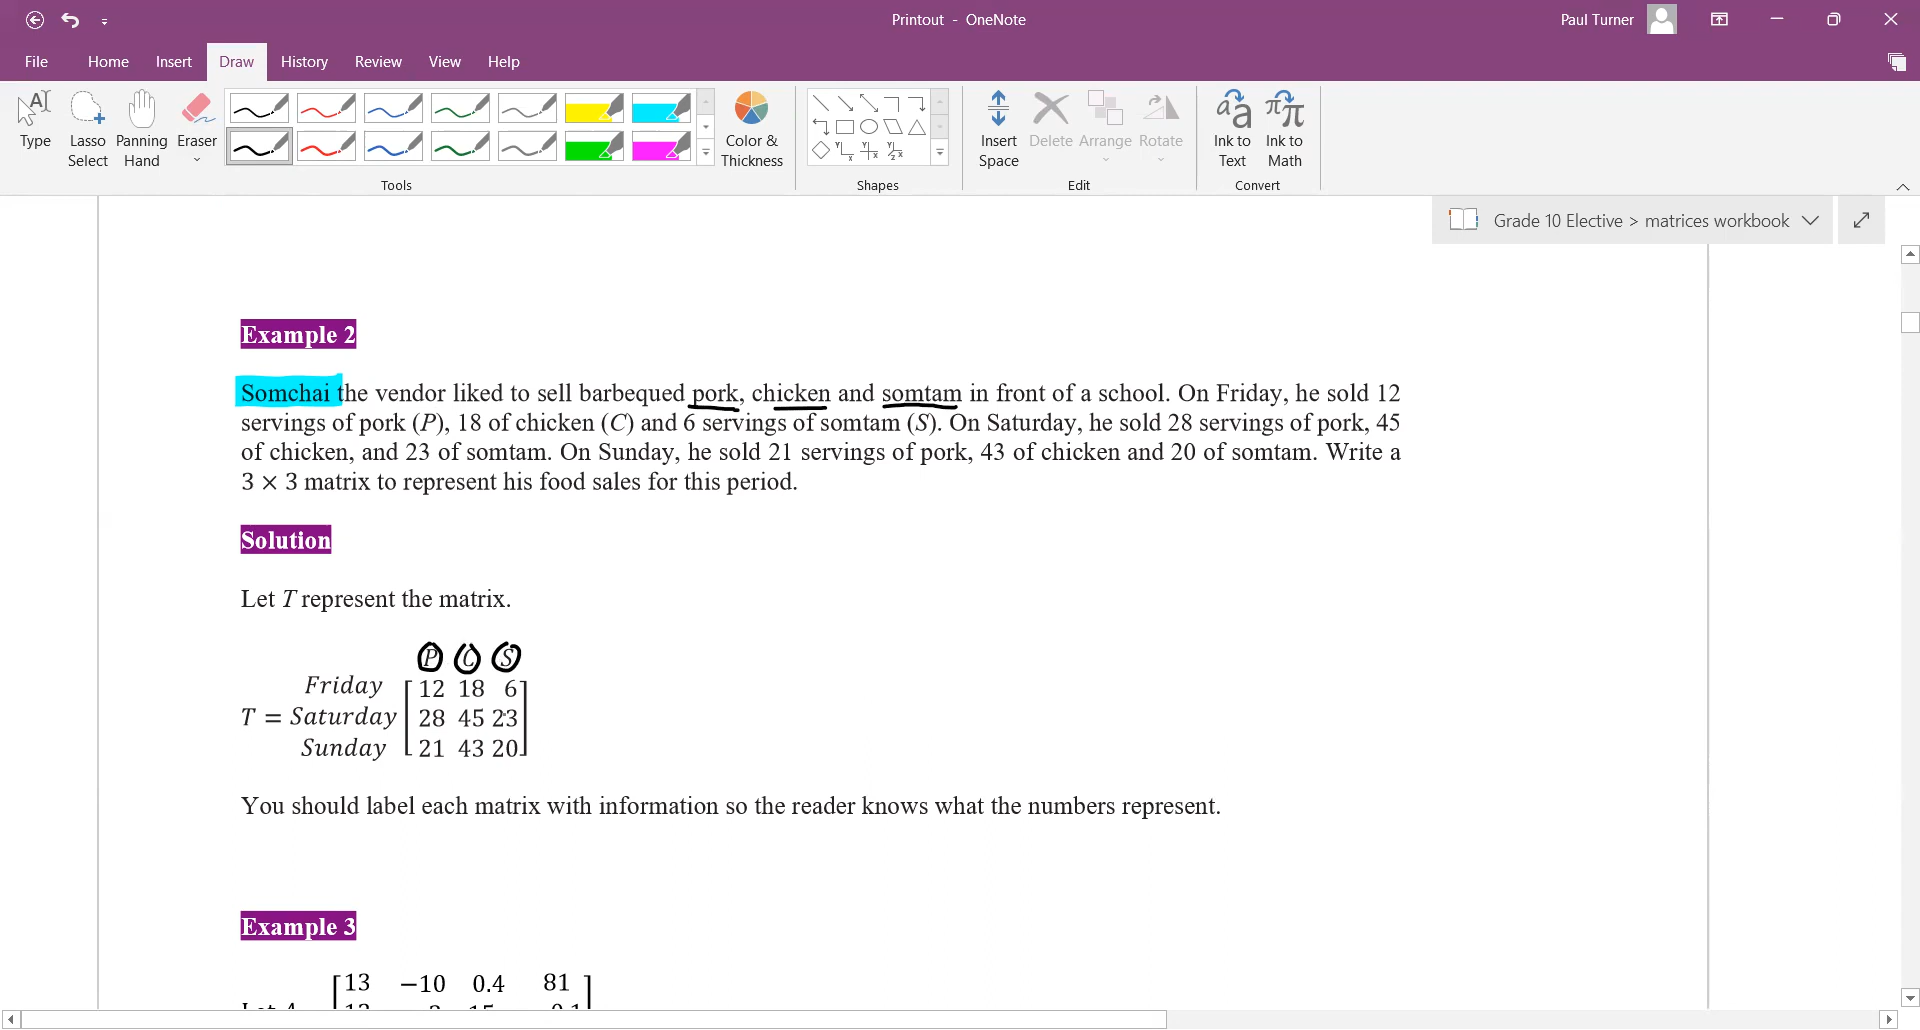 Printout - OneNote
Paul Turner
File Home Insert Draw History Review View Help
Type
Lasso Select
Panning Hand
Eraser
Color & Thickness
Insert Space
Delete
Arrange
Rotate
Ink to Text
Ink to Math
Tools
Shapes
Edit
Convert
Grade 10 Elective > matrices workbook
Example 2
Somchai the vendor liked to sell barbequed pork, chicken and somtam in front of a school. On Friday, he sold 12
servings of pork (P), 18 of chicken (C) and 6 servings of somtam (S). On Saturday, he sold 28 servings of pork, 45
of chicken, and 23 of somtam. On Sunday, he sold 21 servings of pork, 43 of chicken and 20 of somtam. Write a
3 × 3 matrix to represent his food sales for this period.
Solution
Let T represent the matrix.
P C S
Friday 12 18 6
T = Saturday 28 45 23
Sunday 21 43 20
You should label each matrix with information so the reader knows what the numbers represent.
Example 3
13 −10 0.4 81